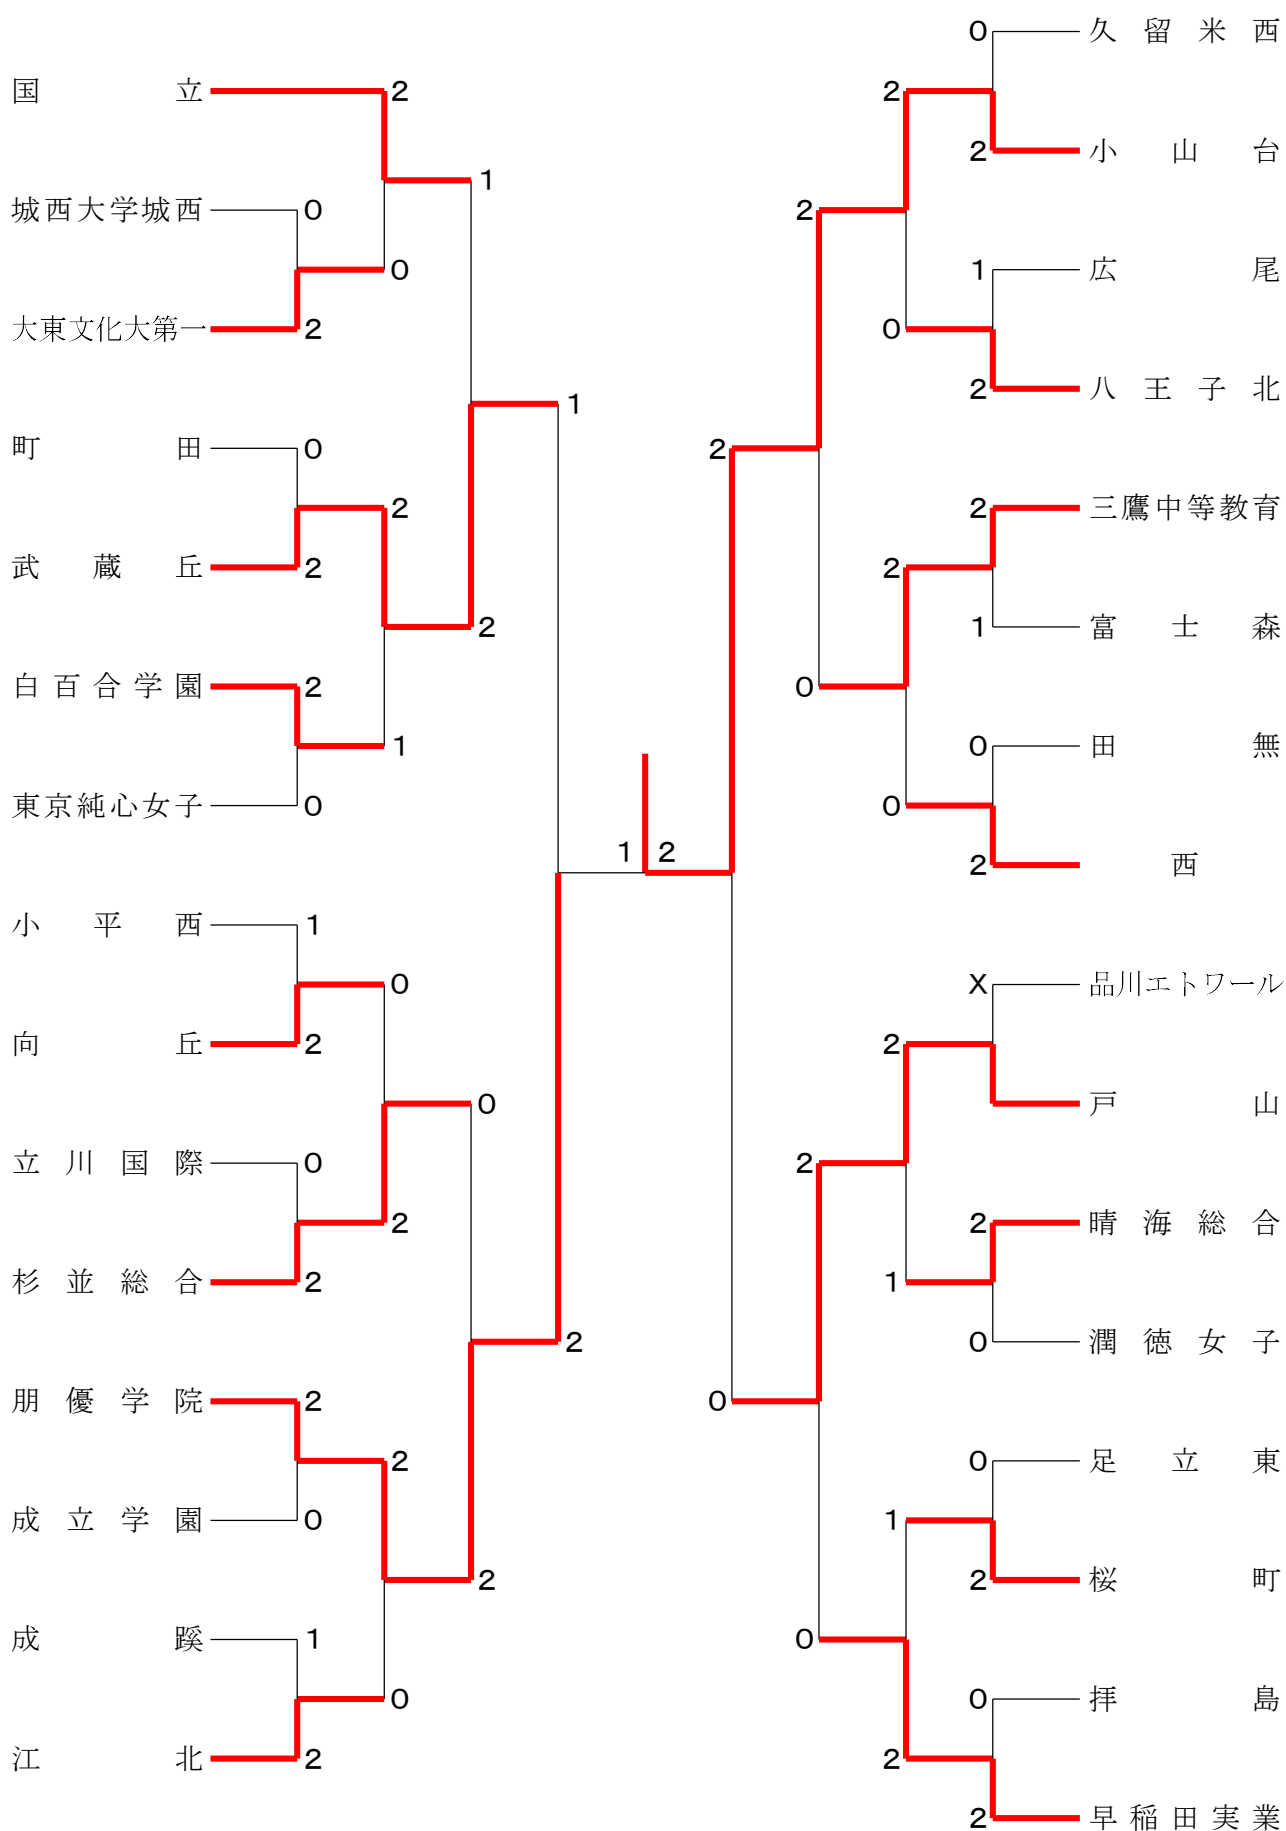 国立 2
1
城西大学城西 0
0
大東文化大第一 2
1
町田 0
2
武蔵丘 2
2
白百合学園 2
1
東京純心女子 0
1 2
小平西 1
0
向丘 2
0
立川国際 0
2
杉並総合 2
2
朋優学院 2
2
成立学園 0
2
成蹊 1
0
江北 2
0 久留米西
2
2 小山台
2
1 広尾
0
2 八王子北
2
2 三鷹中等教育
2
1 富士森
0
0 田無
0
2 西
X 品川エトワール
2
戸山
2
2 晴海総合
1
0 潤徳女子
0
0 足立東
1
2 桜町
0
0 拝島
2
2 早稲田実業